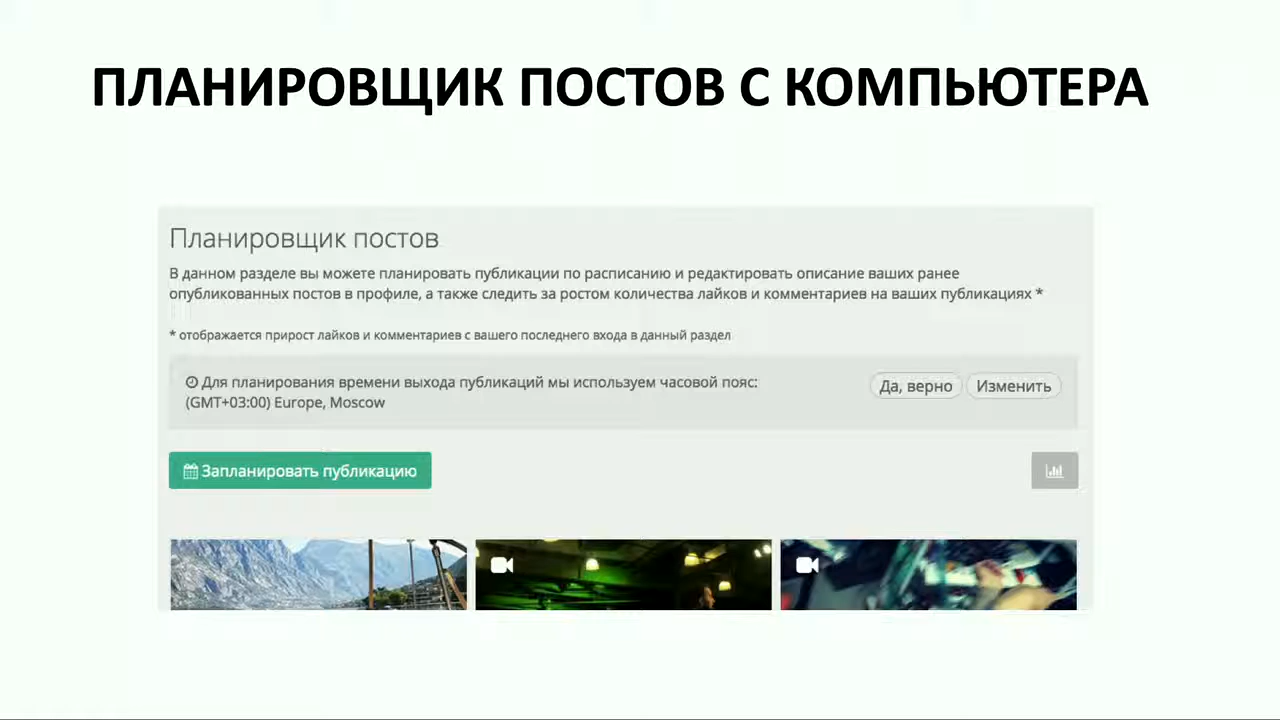 ПЛАНИРОВЩИК ПОСТОВ С КОМПЬЮТЕРА
Планировщик постов
В данном разделе вы можете планировать публикации по расписанию и редактировать описание ваших ранее
опубликованных постов в профиле, а также следить за ростом количества лайков и комментариев на ваших публикациях *
* отображается прирост лайков и комментариев с вашего последнего входа в данный раздел
Для планирования времени выхода публикаций мы используем часовой пояс:
(GMT+03:00) Europe, Moscow
Да, верно
Изменить
Запланировать публикацию